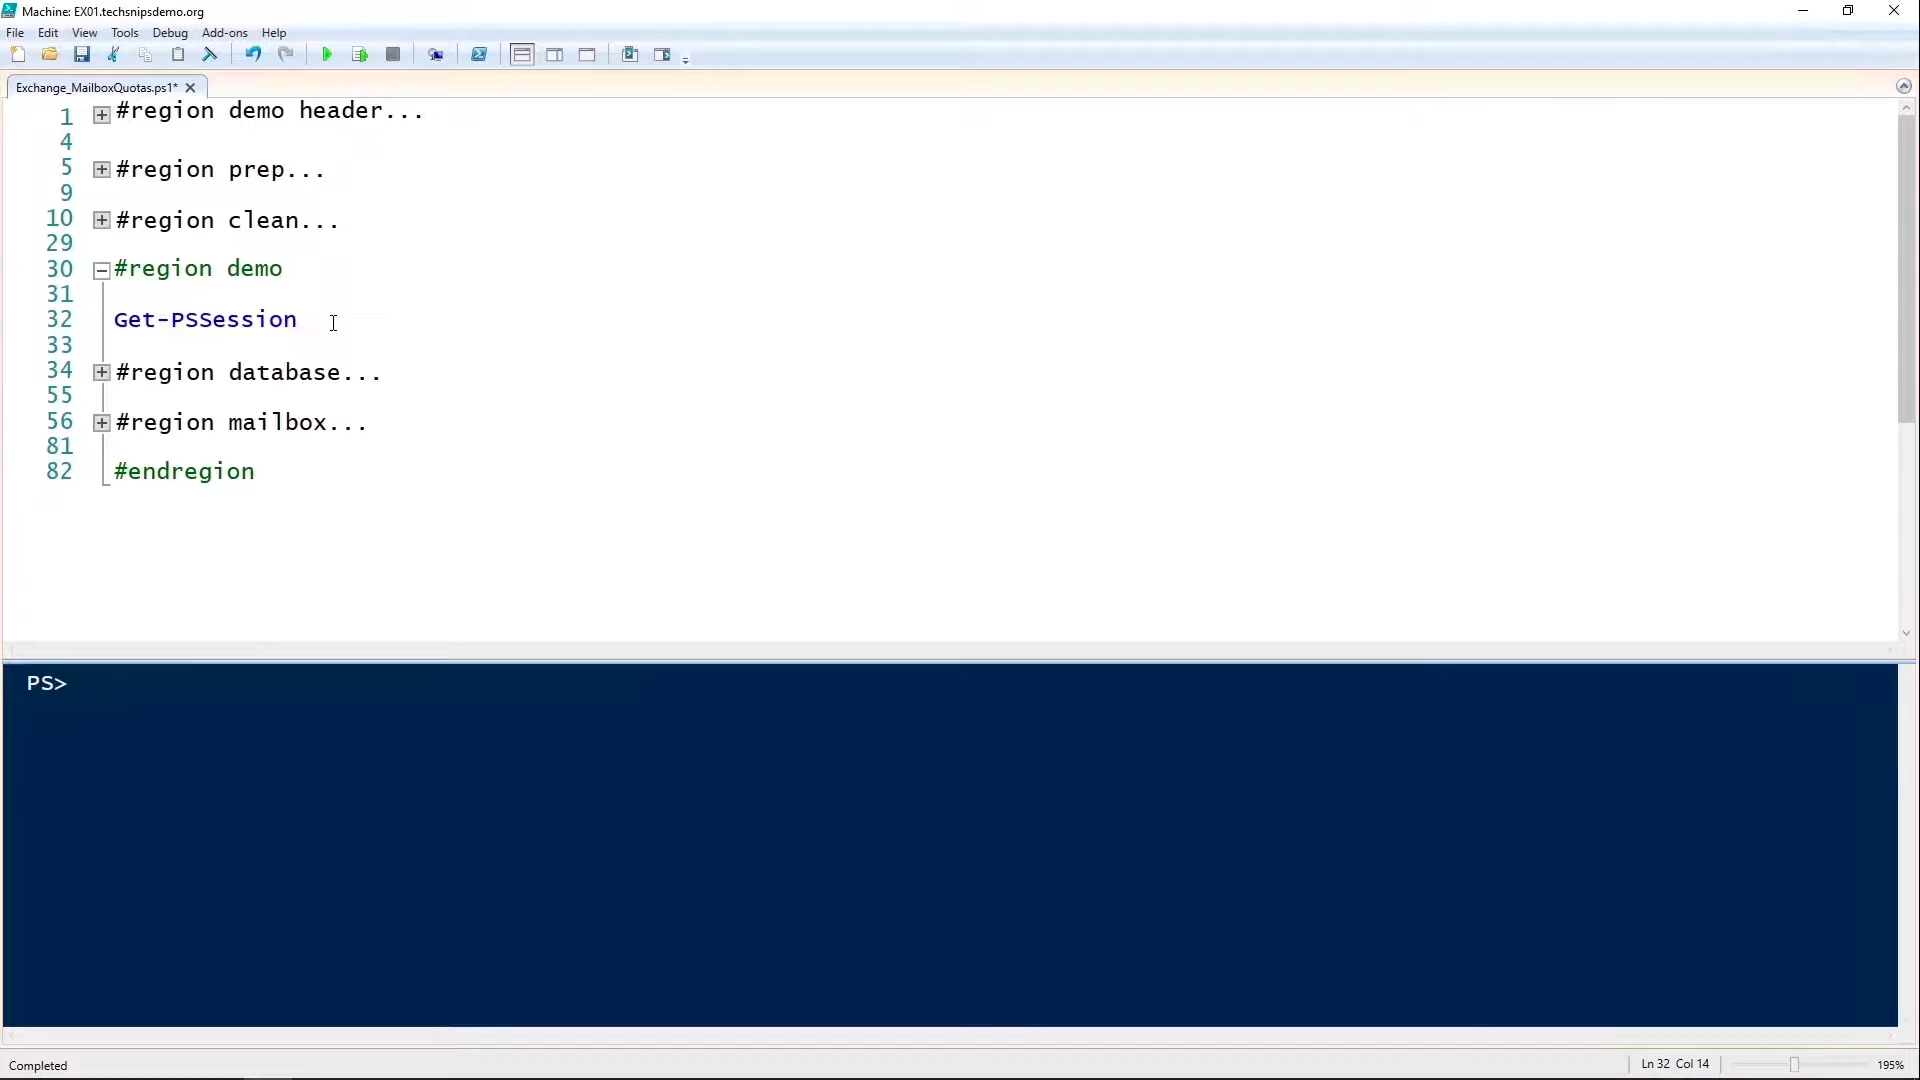 Machine: EX01.techsnipsdemo.org
File Edit View Tools Debug Add-ons Help
Exchange_MailboxQuotas.ps1*
1 #region demo header...
4
5 #region prep...
9
10 #region clean...
29
30 #region demo
31
32 Get-PSSession
33
34 #region database...
55
56 #region mailbox...
81
82 #endregion
PS>
Completed Ln 32 Col 14 195%